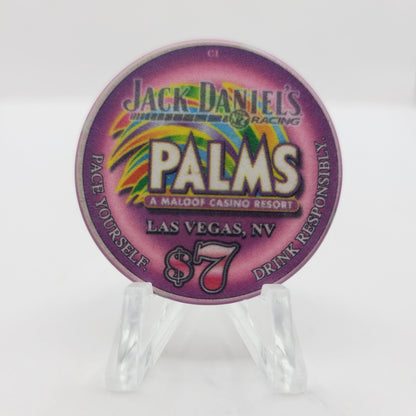 C1
JACK DANIEL'S
RACING
PALMS
A MALOOF CASINO RESORT
LAS VEGAS, NV
$7
PACE YOURSELF.
DRINK RESPONSIBLY.